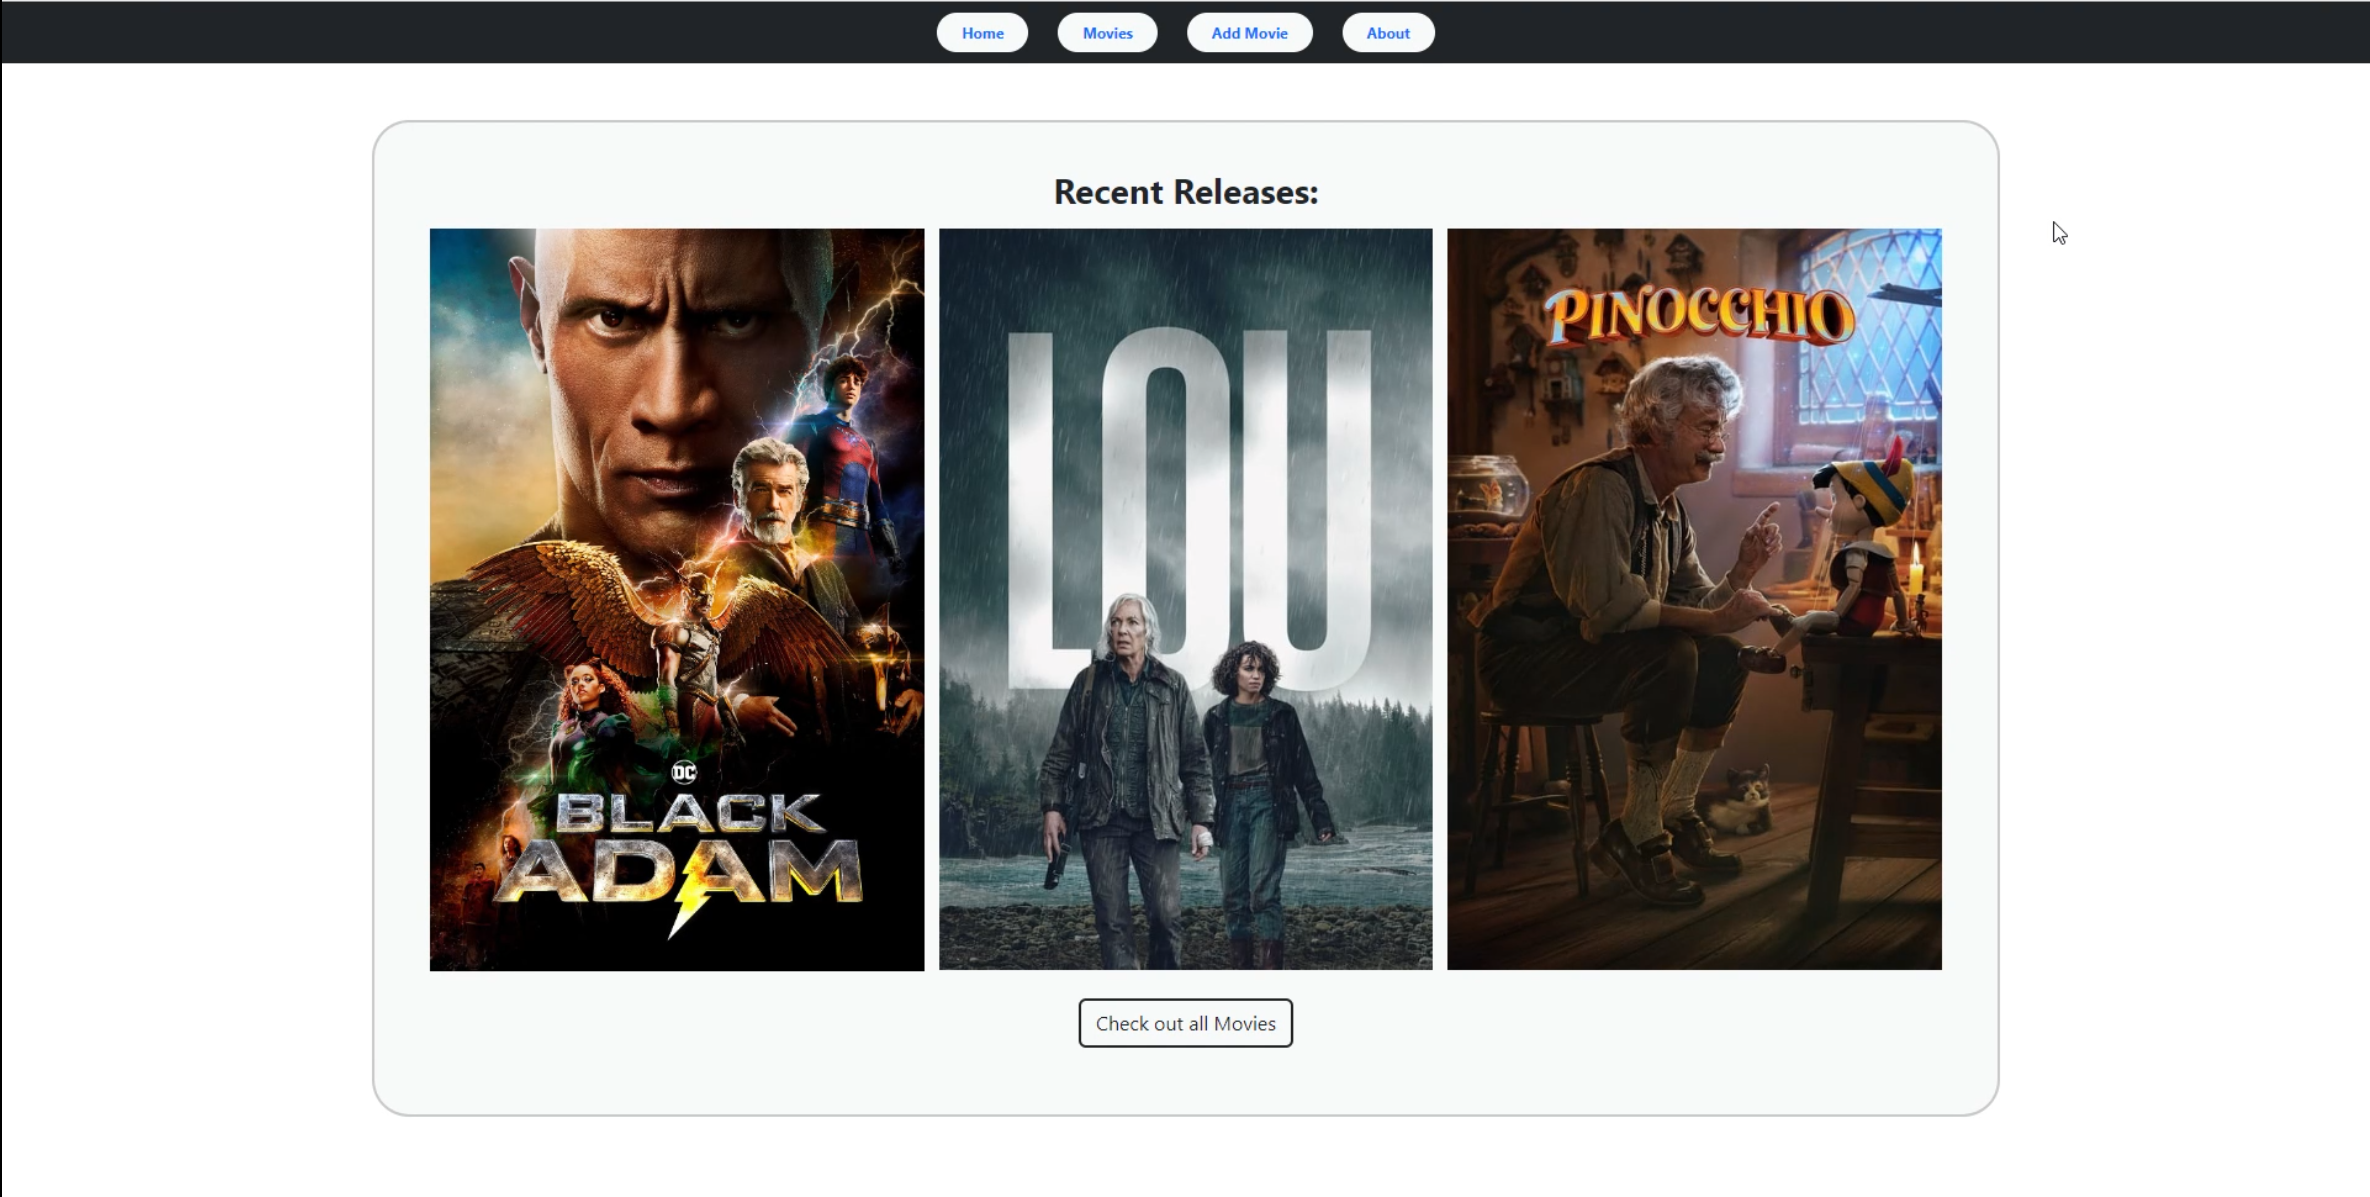 Home
Movies
Add Movie
About
Recent Releases:
DC
BLACK
ADAM
LOU
PINOCCHIO
Check out all Movies